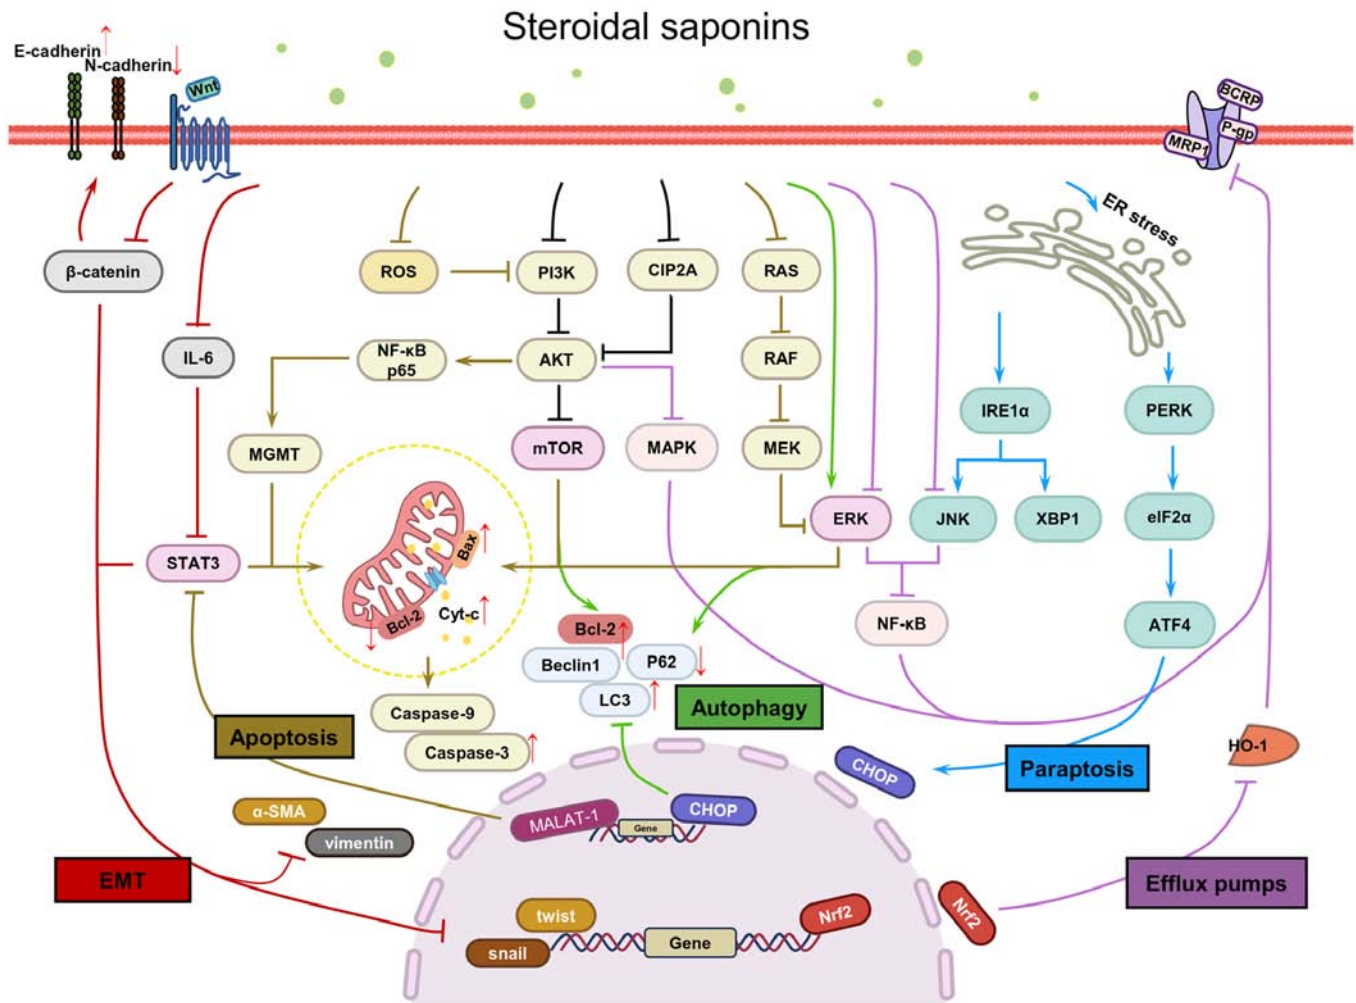 Steroidal saponins
E-cadherin
N-cadherin
Wnt
BCRP
P-gp
MRP1
ER stress
β-catenin
ROS
PI3K
CIP2A
RAS
IL-6
NF-κB
p65
AKT
RAF
IRE1α
PERK
MGMT
mTOR
MAPK
MEK
ERK
JNK
XBP1
eIF2α
STAT3
Bax
Bcl-2
Cyt-c
Bcl-2
Beclin1
P62
LC3
NF-κB
ATF4
Caspase-9
Caspase-3
Autophagy
Apoptosis
HO-1
CHOP
Paraptosis
α-SMA
vimentin
MALAT-1
Gene
CHOP
EMT
Efflux pumps
twist
snail
Gene
Nrf2
Nrf2